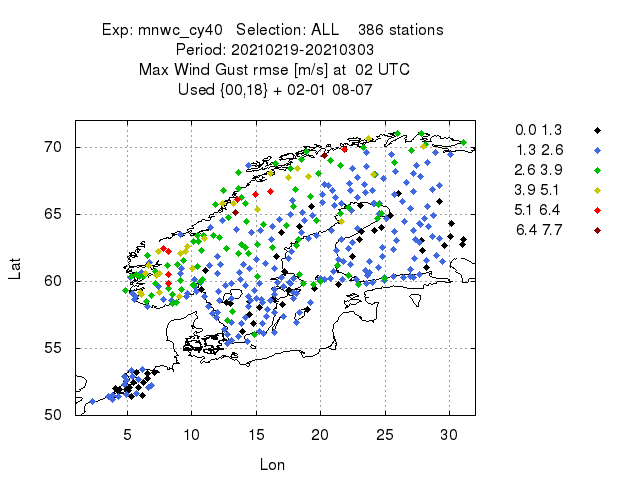 Exp: mnwc_cy40 Selection: ALL 386 stations
Period: 20210219-20210303
Max Wind Gust rmse [m/s] at 02 UTC
Used {00,18} + 02-01 08-07
0.0 1.3
1.3 2.6
2.6 3.9
3.9 5.1
5.1 6.4
6.4 7.7
70
65
60
55
50
Lat
5 10 15 20 25 30
Lon